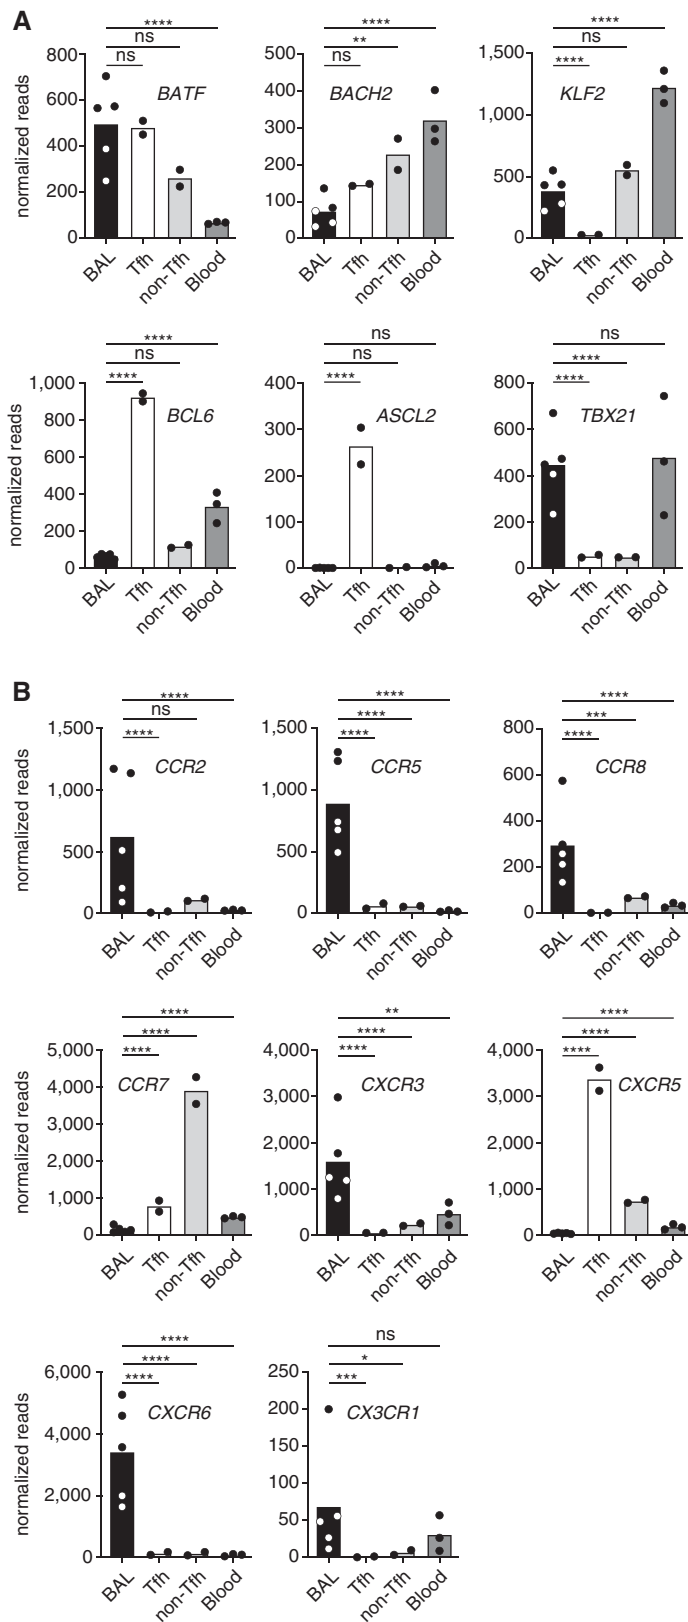 A
****
ns
ns
BATF
normalized reads
800
600
400
200
0
BAL
Tfh
non-Tfh
Blood
****
**
ns
BACH2
500
400
300
200
100
0
BAL
Tfh
non-Tfh
Blood
****
ns
****
KLF2
1,500
1,000
500
0
BAL
Tfh
non-Tfh
Blood
****
ns
****
BCL6
normalized reads
1,000
800
600
400
200
0
BAL
Tfh
non-Tfh
Blood
ns
ns
****
ASCL2
400
300
200
100
0
BAL
Tfh
non-Tfh
Blood
ns
****
****
TBX21
800
600
400
200
0
BAL
Tfh
non-Tfh
Blood
B
****
ns
****
CCR2
normalized reads
1,500
1,000
500
0
BAL
Tfh
non-Tfh
Blood
****
****
****
CCR5
1,500
1,000
500
0
BAL
Tfh
non-Tfh
Blood
****
***
****
CCR8
800
600
400
200
0
BAL
Tfh
non-Tfh
Blood
****
****
****
CCR7
normalized reads
5,000
4,000
3,000
2,000
1,000
0
BAL
Tfh
non-Tfh
Blood
**
****
****
CXCR3
4,000
3,000
2,000
1,000
0
BAL
Tfh
non-Tfh
Blood
****
****
****
CXCR5
4,000
3,000
2,000
1,000
0
BAL
Tfh
non-Tfh
Blood
****
****
****
CXCR6
normalized reads
6,000
4,000
2,000
0
BAL
Tfh
non-Tfh
Blood
ns
*
***
CX3CR1
250
200
150
100
50
0
BAL
Tfh
non-Tfh
Blood